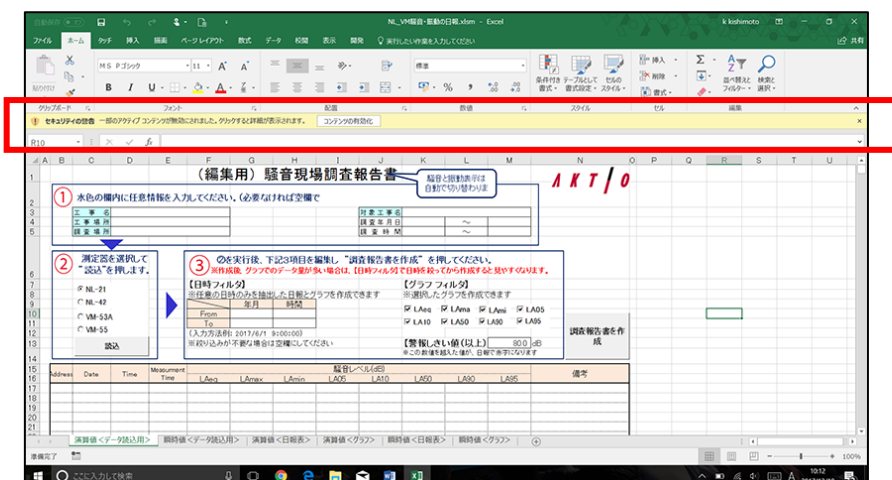 自動保存
NL_VM騒音・振動の日報.xlsm - Excel
k kishimoto
ファイル ホーム タッチ 挿入 描画 ページ レイアウト 数式 データ 校閲 表示 開発 実行したい作業を入力してください 共有
貼り付け
MS Pゴシック 11 A A
標準
B I U
条件付き 書式 テーブルとして 書式設定 セルの スタイル
挿入 削除 書式
並べ替えと フィルター 検索と 選択
クリップボード フォント 配置 数値 スタイル セル 編集
セキュリティの警告 一部のアクティブ コンテンツが無効にされました。クリックすると詳細が表示されます。 コンテンツの有効化
R10 fx
A B C D E F G H I J K L M N O P Q R S T U
(編集用) 騒音現場調査報告書
騒音と振動表示は
自動で切り替わりま
AKTIO
① 水色の欄内に任意情報を入力してください。(必要なければ空欄で
工事名 対象工事名
工事場所 調査年月日 ～
調査場所 調査時間 ～
② 測定器を選択して
"読込"を押します。
NL-21
NL-42
VM-53A
VM-55
読込
③ ②を実行後、下記3項目を編集し "調査報告書を作成" を押してください。
※作成後、グラフでのデータ量が多い場合は、【日時フィルタ】で日時を絞ってから作成すると見やすくなります。
【日時フィルタ】
※任意の日時のみを抽出した日報とグラフを作成できます
年月 時間
From
To
(入力方法例: 2017/6/1 9:00:00)
※絞り込みが不要な場合は空欄にしてください
【グラフ フィルタ】
※選択したグラフを作成できます
LAeq LAma LAmi LA05
LA10 LA50 LA90 LA95
【警報しきい値(以上) 80.0 dB
※この数値を越えた値が、日報で赤字になります
調査報告書を作
成
Address Date Time Measurment Time 騒音レベル(dB) 備考
LAeq LAmax LAmin LA05 LA10 LA50 LA90 LA95
演算値<データ読込用> 瞬時値<データ読込用> 演算値<日報表> 演算値<グラフ> 瞬時値<日報表> 瞬時値<グラフ>
準備完了 100%
ここに入力して検索
A 10:12